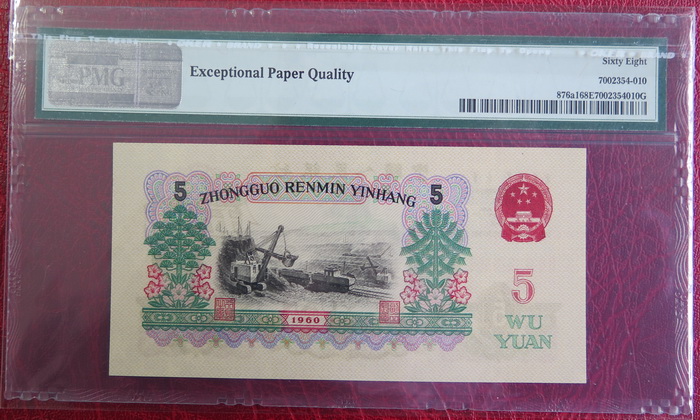 PMG
Exceptional Paper Quality
Sixty Eight
7002354-010
876a168E7002354010G
5 ZHONGGUO RENMIN YINHANG 5
5
WU
YUAN
1960